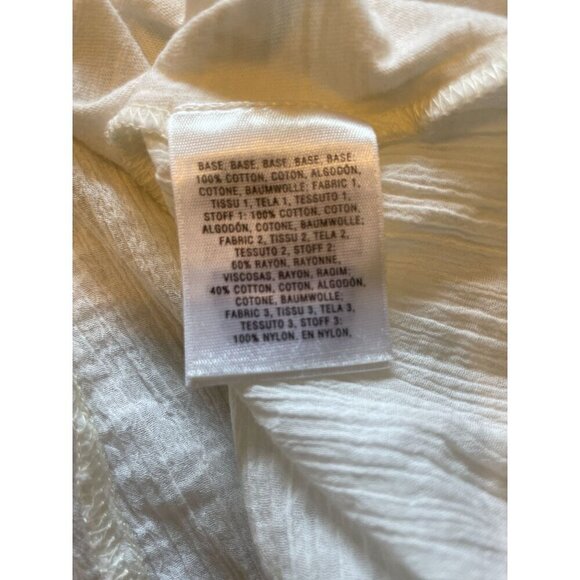 BASE, BASE, BASE, BASE, BASE:
100% COTTON, COTON, ALGODÓN,
COTONE, BAUMWOLLE; FABRIC 1,
TISSU 1, TELA 1, TESSUTO 1,
STOFF 1: 100% COTTON, COTON,
ALGODÓN, COTONE, BAUMWOLLE;
FABRIC 2, TISSU 2, TELA 2,
TESSUTO 2, STOFF 2:
60% RAYON, RAYONNE,
VISCOSAS, RAYON, RAGIM;
40% COTTON, COTON, ALGODÓN,
COTONE, BAUMWOLLE;
FABRIC 3, TISSU 3, TELA 3,
TESSUTO 3, STOFF 3:
100% NYLON, EN NYLON,